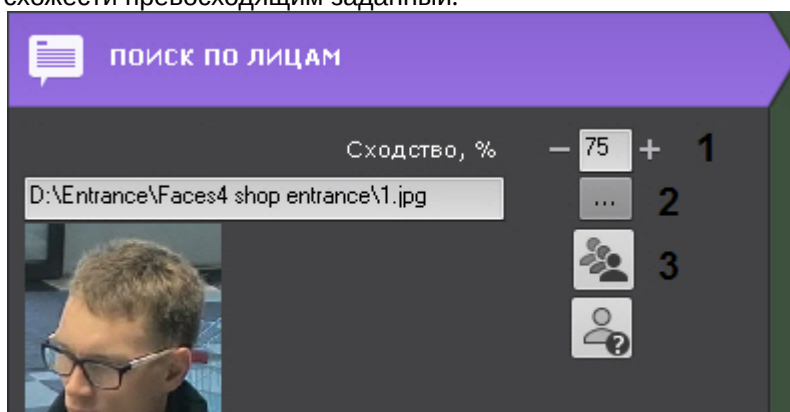 схожести превосходящим заданный.
ПОИСК ПО ЛИЦАМ
Сходство, % – 75 + 1
D:\Entrance\Faces4 shop entrance\1.jpg ... 2
3
?